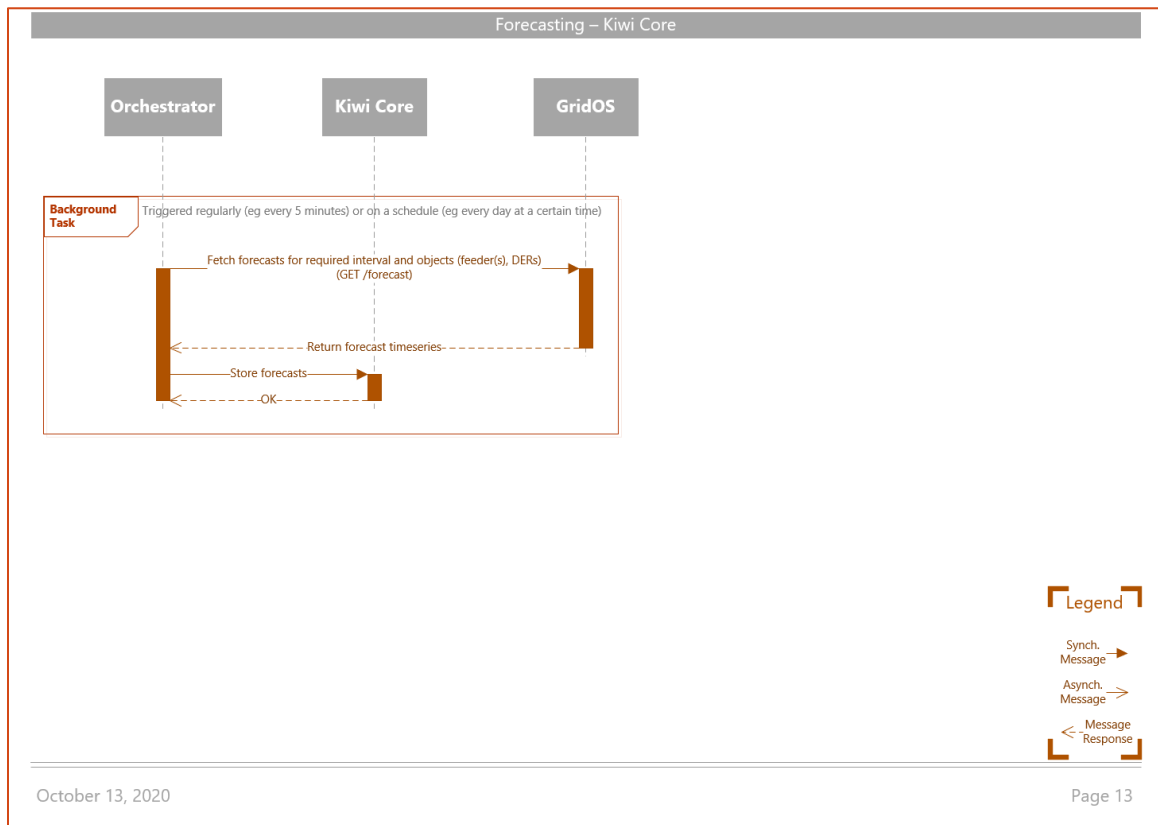 Forecasting – Kiwi Core
Orchestrator
Kiwi Core
GridOS
Background
Task
Triggered regularly (eg every 5 minutes) or on a schedule (eg every day at a certain time)
Fetch forecasts for required interval and objects (feeder(s), DERs)
(GET /forecast)
Return forecast timeseries
Store forecasts
OK
Legend
Synch.
Message
Asynch.
Message
Message
Response
October 13, 2020
Page 13